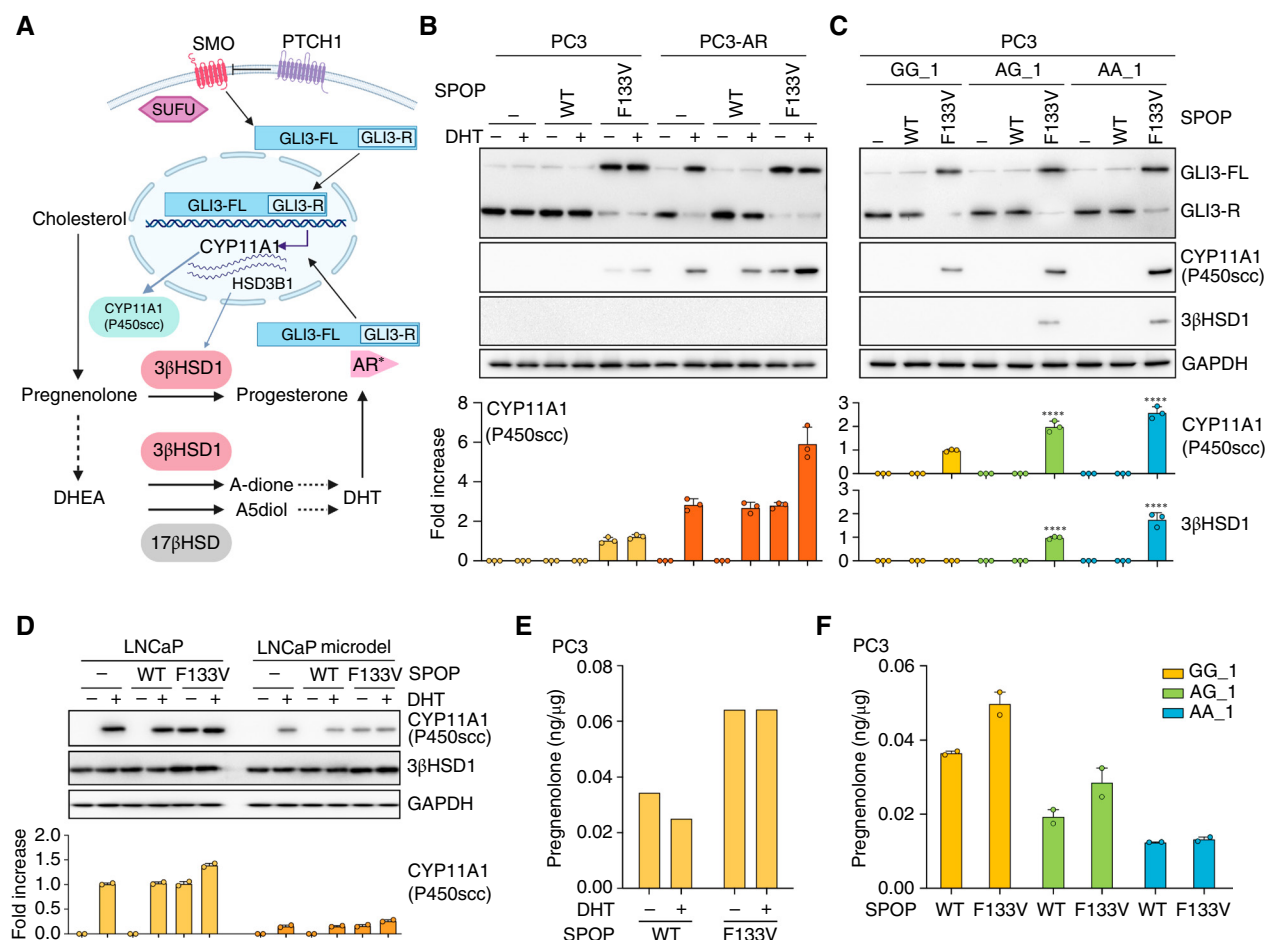 A
SMO
PTCH1
SUFU
GLI3-FL
GLI3-R
GLI3-FL
GLI3-R
Cholesterol
CYP11A1
HSD3B1
CYP11A1
(P450scc)
GLI3-FL
GLI3-R
3βHSD1
AR*
Pregnenolone
Progesterone
3βHSD1
DHEA
A-dione
A5diol
DHT
17βHSD
B
PC3
PC3-AR
SPOP
– WT F133V – WT F133V
DHT – + – + – + – + – + – +
CYP11A1
(P450scc)
Fold increase
8
6
4
2
0
C
PC3
GG_1 AG_1 AA_1
– WT F133V – WT F133V – WT F133V
SPOP
GLI3-FL
GLI3-R
CYP11A1
(P450scc)
3βHSD1
GAPDH
3
2
1
0
**** ****
CYP11A1
(P450scc)
3
2
1
0
**** ****
3βHSD1
D
LNCaP
LNCaP microdel
– WT F133V – WT F133V SPOP
– + – + – + – + – + – + DHT
CYP11A1
(P450scc)
3βHSD1
GAPDH
Fold increase
2.0
1.5
1.0
0.5
0.0
CYP11A1
(P450scc)
E
PC3
Pregnenolone (ng/µg)
0.08
0.06
0.04
0.02
0.00
DHT – + – +
SPOP WT F133V
F
PC3
Pregnenolone (ng/µg)
0.06
0.04
0.02
0.00
GG_1
AG_1
AA_1
SPOP WT F133V WT F133V WT F133V